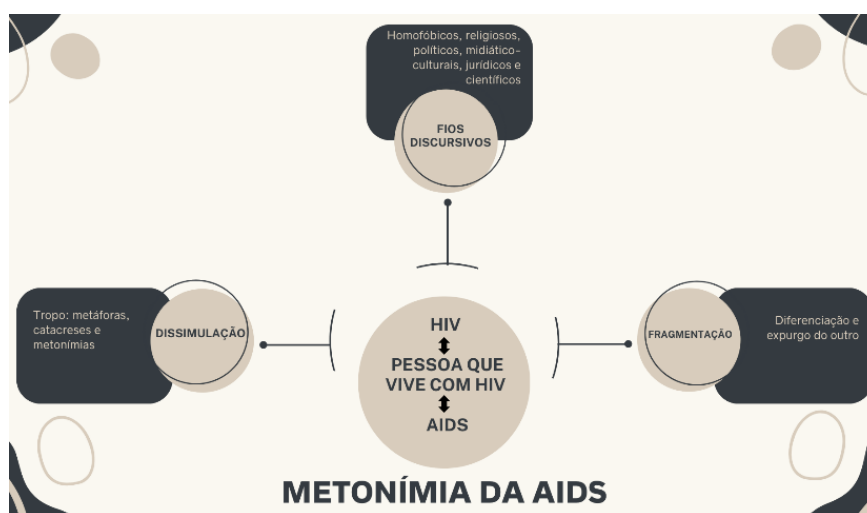 Homofóbicos, religiosos,
políticos, midiático-
culturais, jurídicos e
científicos
FIOS
DISCURSIVOS
Tropo: metáforas,
catacreses e
metonímias
DISSIMULAÇÃO
HIV
PESSOA QUE
VIVE COM HIV
AIDS
FRAGMENTAÇÃO
Diferenciação e
expurgo do outro
METONÍMIA DA AIDS